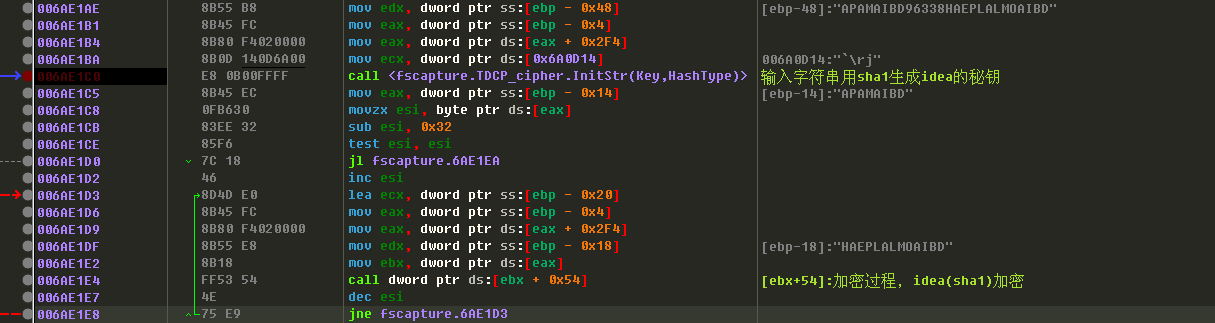 006AE1AE 8B55 B8 mov edx, dword ptr ss:[ebp - 0x48] [ebp-48]:"APAMAIBD96338HAEPLALMOAIBD"
006AE1B1 8B45 FC mov eax, dword ptr ss:[ebp - 0x4]
006AE1B4 8B80 F4020000 mov eax, dword ptr ds:[eax + 0x2F4]
006AE1BA 8B0D 140D6A00 mov ecx, dword ptr ds:[0x6A0D14] 006A0D14:"`\rj"
006AE1C0 E8 0B00FFFF call <fscapture.TDCP_cipher.InitStr(Key,HashType)> 输入字符串用sha1生成idea的秘钥
006AE1C5 8B45 EC mov eax, dword ptr ss:[ebp - 0x14] [ebp-14]:"APAMAIBD"
006AE1C8 0FB630 movzx esi, byte ptr ds:[eax]
006AE1CB 83EE 32 sub esi, 0x32
006AE1CE 85F6 test esi, esi
006AE1D0 7C 18 jl fscapture.6AE1EA
006AE1D2 46 inc esi
006AE1D3 8D4D E0 lea ecx, dword ptr ss:[ebp - 0x20]
006AE1D6 8B45 FC mov eax, dword ptr ss:[ebp - 0x4]
006AE1D9 8B80 F4020000 mov eax, dword ptr ds:[eax + 0x2F4]
006AE1DF 8B55 E8 mov edx, dword ptr ss:[ebp - 0x18] [ebp-18]:"HAEPLALMOAIBD"
006AE1E2 8B18 mov ebx, dword ptr ds:[eax]
006AE1E4 FF53 54 call dword ptr ds:[ebx + 0x54] [ebx+54]:加密过程，idea(sha1)加密
006AE1E7 4E dec esi
006AE1E8 75 E9 jne fscapture.6AE1D3